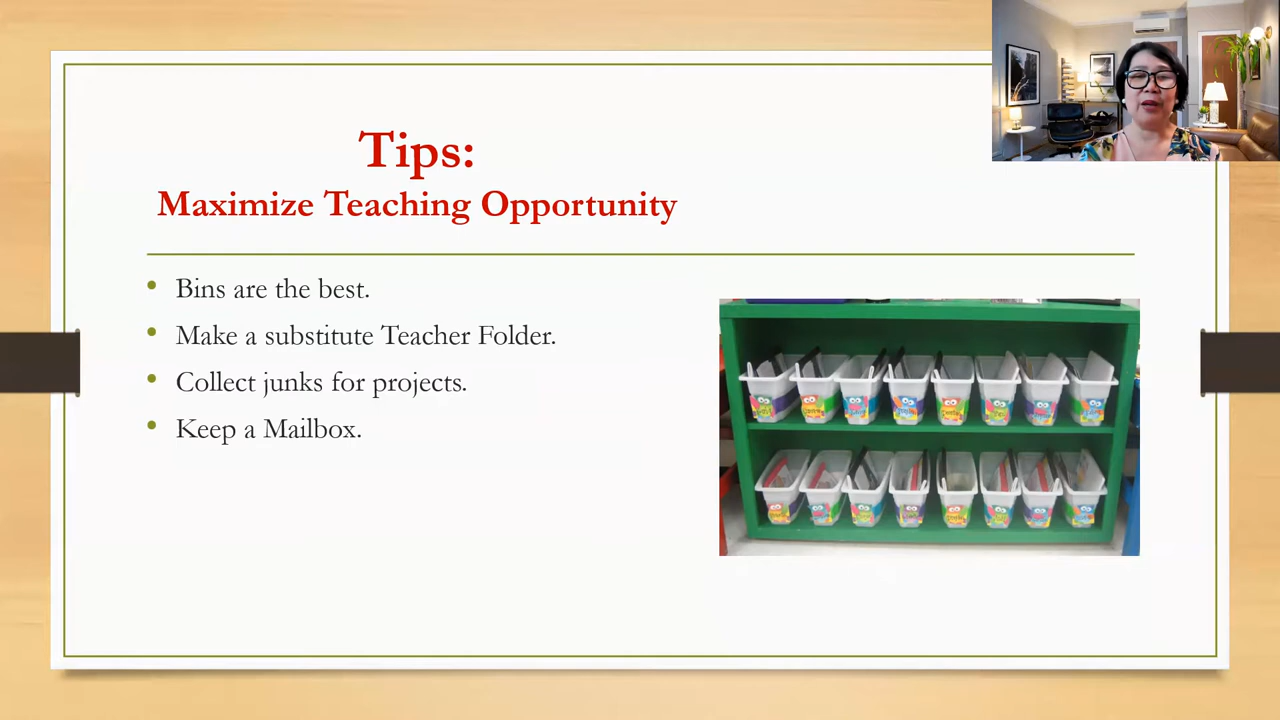 Tips:
Maximize Teaching Opportunity
• Bins are the best.
• Make a substitute Teacher Folder.
• Collect junks for projects.
• Keep a Mailbox.